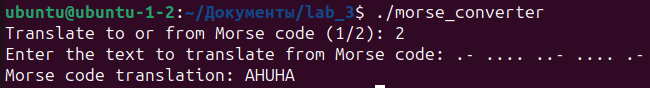 ubuntu@ubuntu-1-2:~/Документы/lab_3$ ./morse_converter
Translate to or from Morse code (1/2): 2
Enter the text to translate from Morse code: .- .... ..- .... .-
Morse code translation: AHUHA